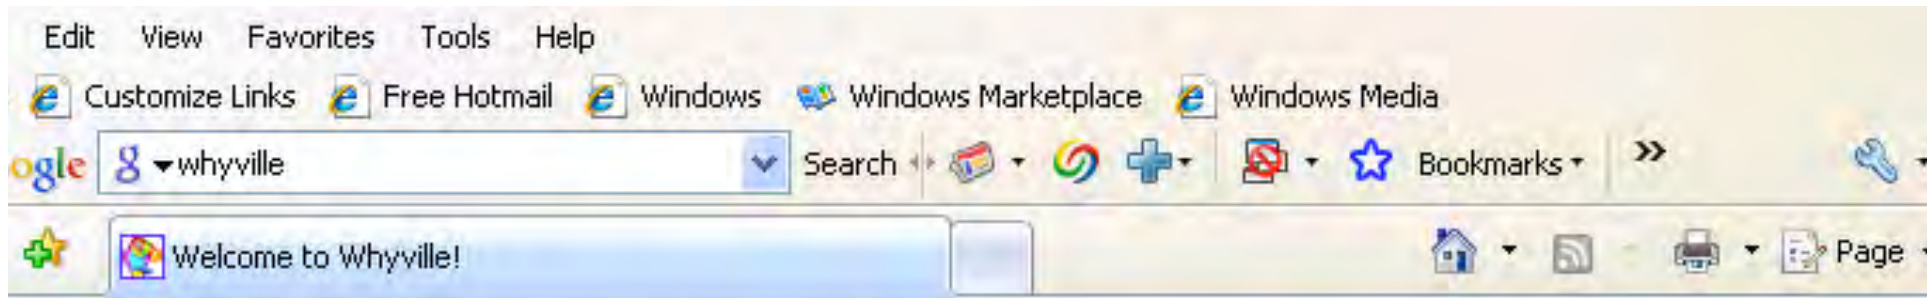 Edit View Favorites Tools Help
Customize Links Free Hotmail Windows Windows Marketplace Windows Media
ogle g whyville Search Bookmarks »
Welcome to Whyville! Page